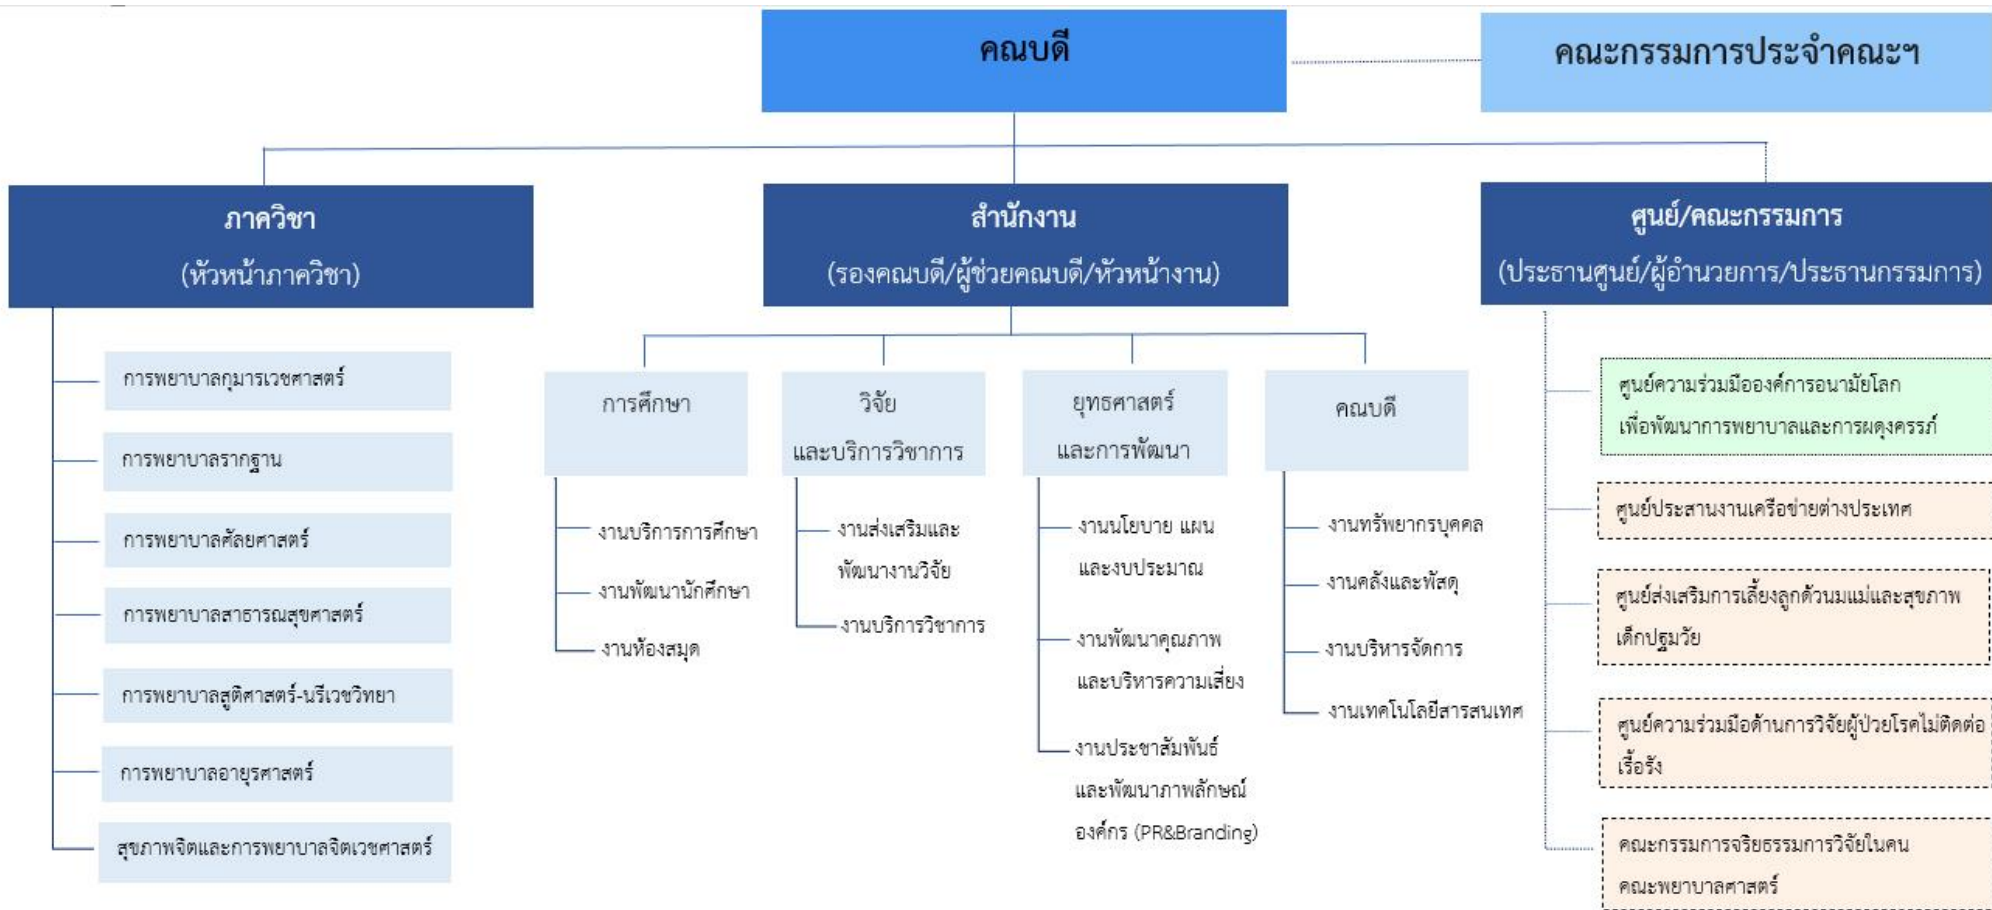 คณบดี
คณะกรรมการประจำคณะฯ
ภาควิชา
(หัวหน้าภาควิชา)
สำนักงาน
(รองคณบดี/ผู้ช่วยคณบดี/หัวหน้างาน)
ศูนย์/คณะกรรมการ
(ประธานศูนย์/ผู้อำนวยการ/ประธานกรรมการ)
การพยาบาลกุมารเวชศาสตร์
การพยาบาลรากฐาน
การพยาบาลศัลยศาสตร์
การพยาบาลสาธารณสุขศาสตร์
การพยาบาลสูติศาสตร์-นรีเวชวิทยา
การพยาบาลอายุรศาสตร์
สุขภาพจิตและการพยาบาลจิตเวชศาสตร์
การศึกษา
งานบริการการศึกษา
งานพัฒนานักศึกษา
งานห้องสมุด
วิจัย
และบริการวิชาการ
งานส่งเสริมและ
พัฒนางานวิจัย
งานบริการวิชาการ
ยุทธศาสตร์
และการพัฒนา
งานนโยบาย แผน
และงบประมาณ
งานพัฒนาคุณภาพ
และบริหารความเสี่ยง
งานประชาสัมพันธ์
และพัฒนาภาพลักษณ์
องค์กร (PR&Branding)
คณบดี
งานทรัพยากรบุคคล
งานคลังและพัสดุ
งานบริหารจัดการ
งานเทคโนโลยีสารสนเทศ
ศูนย์ความร่วมมือองค์การอนามัยโลก
เพื่อพัฒนาการพยาบาลและการผดุงครรภ์
ศูนย์ประสานงานเครือข่ายต่างประเทศ
ศูนย์ส่งเสริมการเลี้ยงลูกด้วนมแม่และสุขภาพ
เด็กปฐมวัย
ศูนย์ความร่วมมือด้านการวิจัยผู้ป่วยโรคไม่ติดต่อ
เรื้อรัง
คณะกรรมการจริยธรรมการวิจัยในคน
คณะพยาบาลศาสตร์